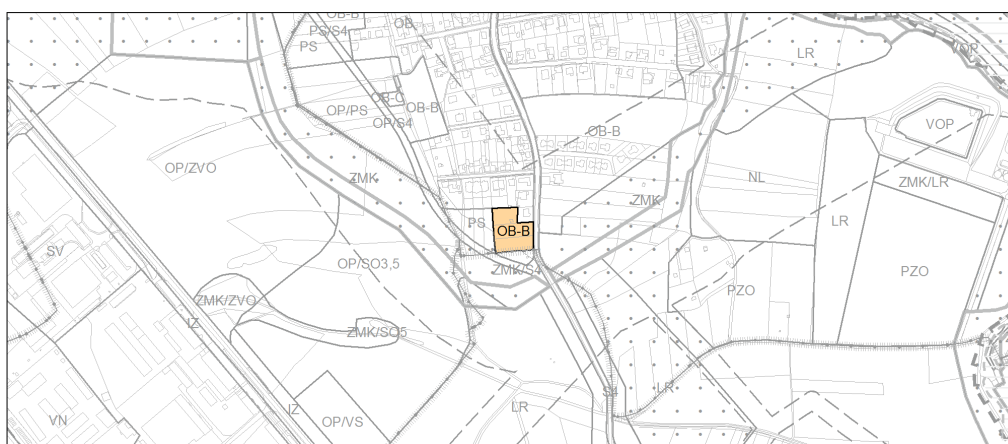 OB-B
OB
PS/S4
PS
LR
VOP
OB-C
OP/PS
OB-B
OP/S4
VOP
OB-B
OP/ZVO
ZMK
NL
ZMK/LR
ZMK
LR
PS
OB-B
SV
OP/SO3,5
ZMK/S4
PZO
PZO
ZMK/ZVO
IZ
ZMK/SO5
LR
S4
IZ
LR
VN
OP/VS